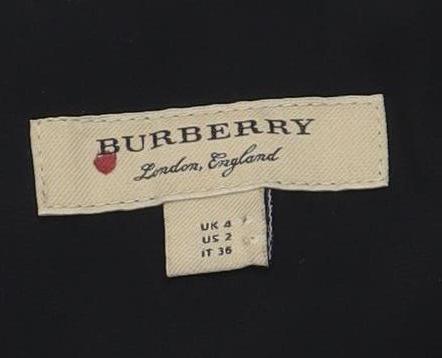 BURBERRY
London, England
UK 4
US 2
IT 36